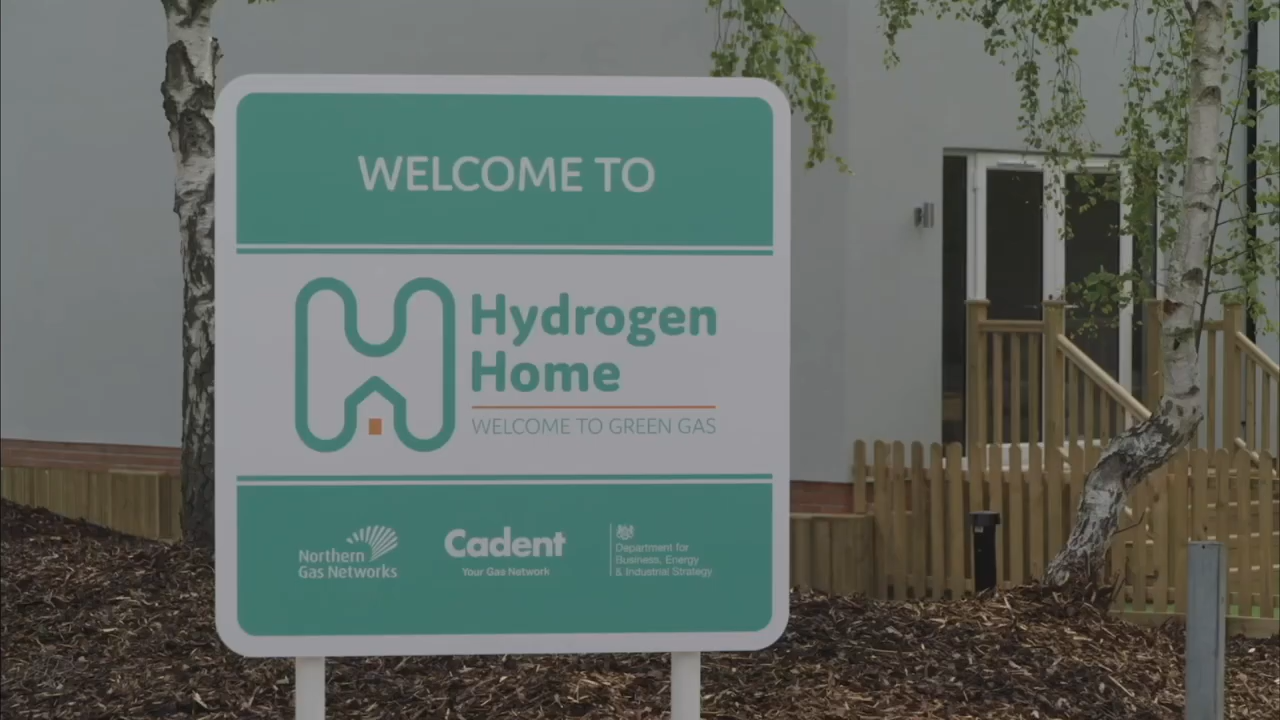 WELCOME TO
Hydrogen
Home
WELCOME TO GREEN GAS
Northern
Gas Networks
Cadent
Your Gas Network
Department for
Business, Energy
& Industrial Strategy